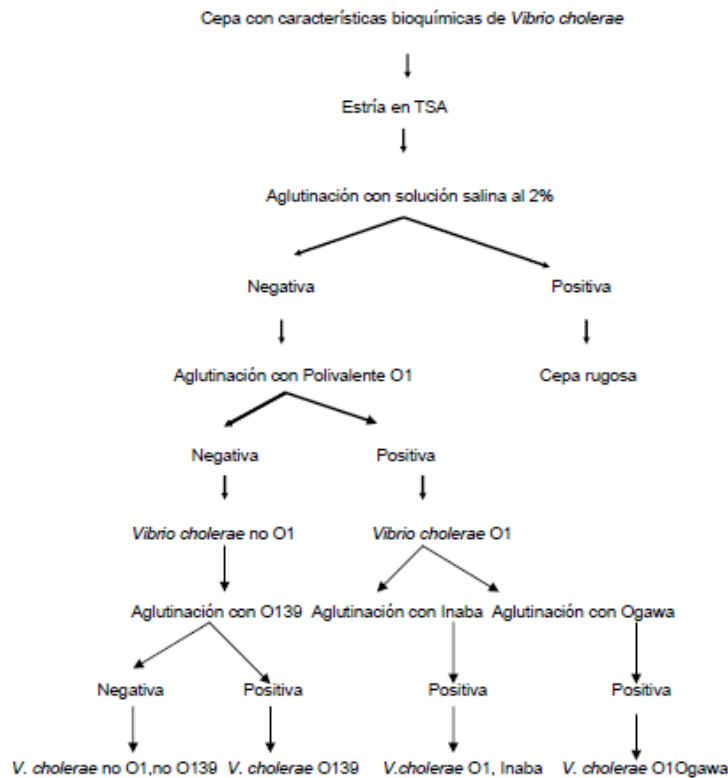 Cepa con características bioquímicas de Vibrio cholerae
Estría en TSA
Aglutinación con solución salina al 2%
Negativa Positiva
Aglutinación con Polivalente O1 Cepa rugosa
Negativa Positiva
Vibrio cholerae no O1 Vibrio cholerae O1
Aglutinación con O139 Aglutinación con Inaba Aglutinación con Ogawa
Negativa Positiva Positiva Positiva
V. cholerae no O1,no O139 V. cholerae O139 V.cholerae O1, Inaba V. cholerae O1Ogawa